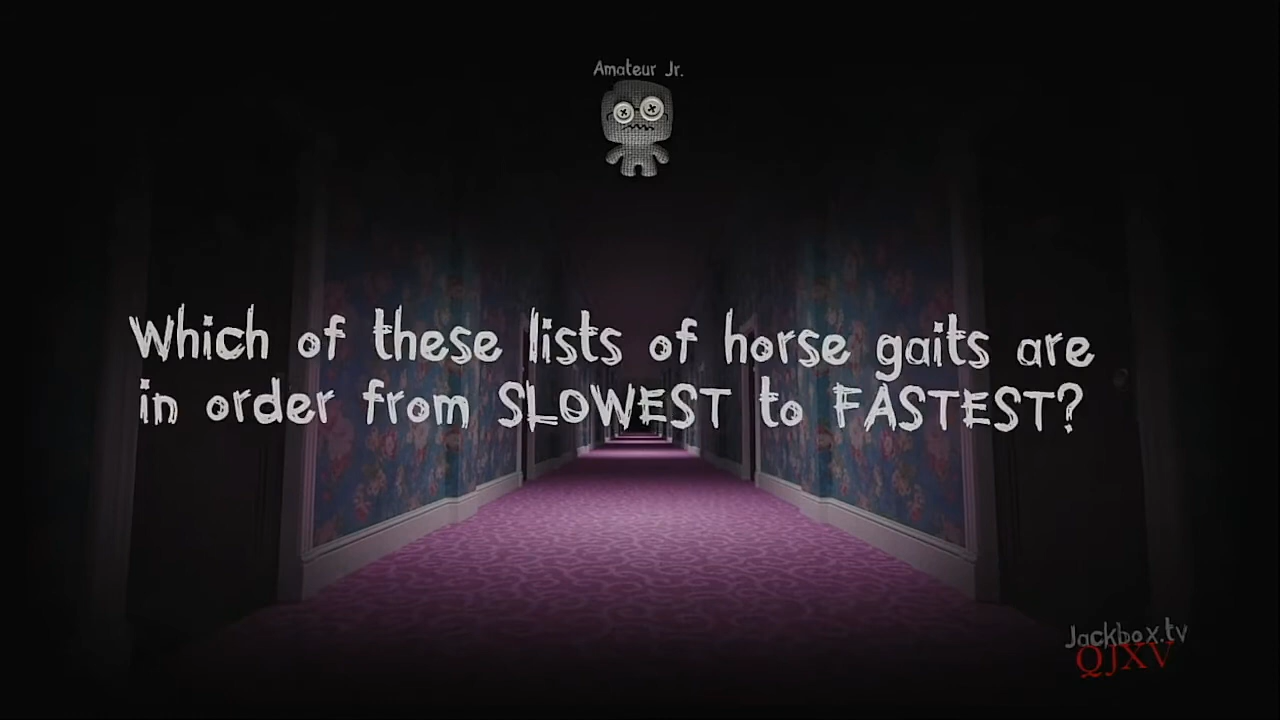 Amateur Jr.
Which of these lists of horse gaits are
in order from SLOWEST to FASTEST?
Jackbox.tv
QJXV